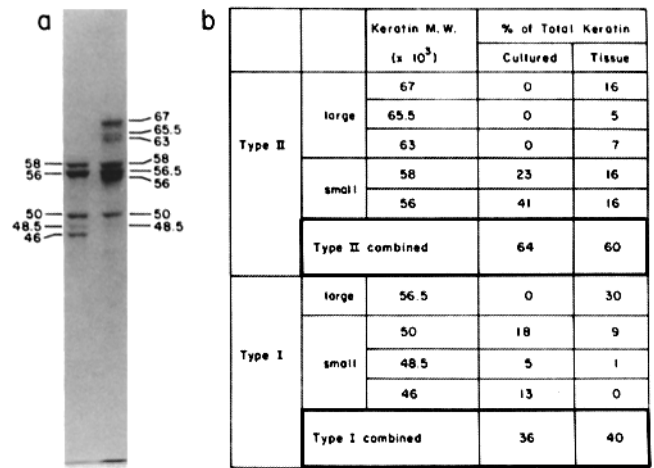 a
67
65.5
63
58
56.5
56
50
48.5
58
56
50
48.5
46
b
Keratin M.W. (x 10³) % of Total Keratin
Cultured Tissue
Type II large 67 0 16
65.5 0 5
63 0 7
small 58 23 16
56 41 16
Type II combined 64 60
Type I large 56.5 0 30
small 50 18 9
48.5 5 1
46 13 0
Type I combined 36 40